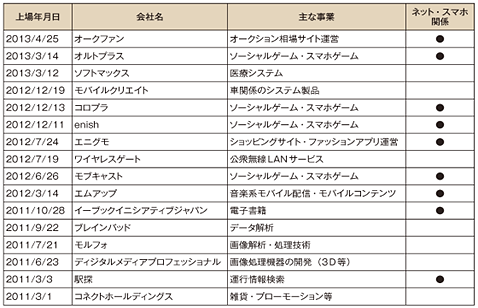 上場年月日 会社名 主な事業 ネット・スマホ関係
2013/4/25 オークファン オークション相場サイト運営 ●
2013/3/14 オルトプラス ソーシャルゲーム・スマホゲーム ●
2013/3/12 ソフトマックス 医療システム
2012/12/19 モバイルクリエイト 車関係のシステム製品
2012/12/13 コロプラ ソーシャルゲーム・スマホゲーム ●
2012/12/11 enish ソーシャルゲーム・スマホゲーム ●
2012/7/24 エニグモ ショッピングサイト・ファッションアプリ運営 ●
2012/7/19 ワイヤレスゲート 公衆無線LANサービス
2012/6/26 モブキャスト ソーシャルゲーム・スマホゲーム ●
2012/3/14 エムアップ 音楽系モバイル配信・モバイルコンテンツ ●
2011/10/28 イーブックイニシアティブジャパン 電子書籍 ●
2011/9/22 ブレインパッド データ解析
2011/7/21 モルフォ 画像解析・処理技術
2011/6/23 ディジタルメディアプロフェッショナル 画像処理機器の開発（3D等）
2011/3/3 駅探 運行情報検索 ●
2011/3/1 コネクトホールディングス 雑貨・プローモーション等